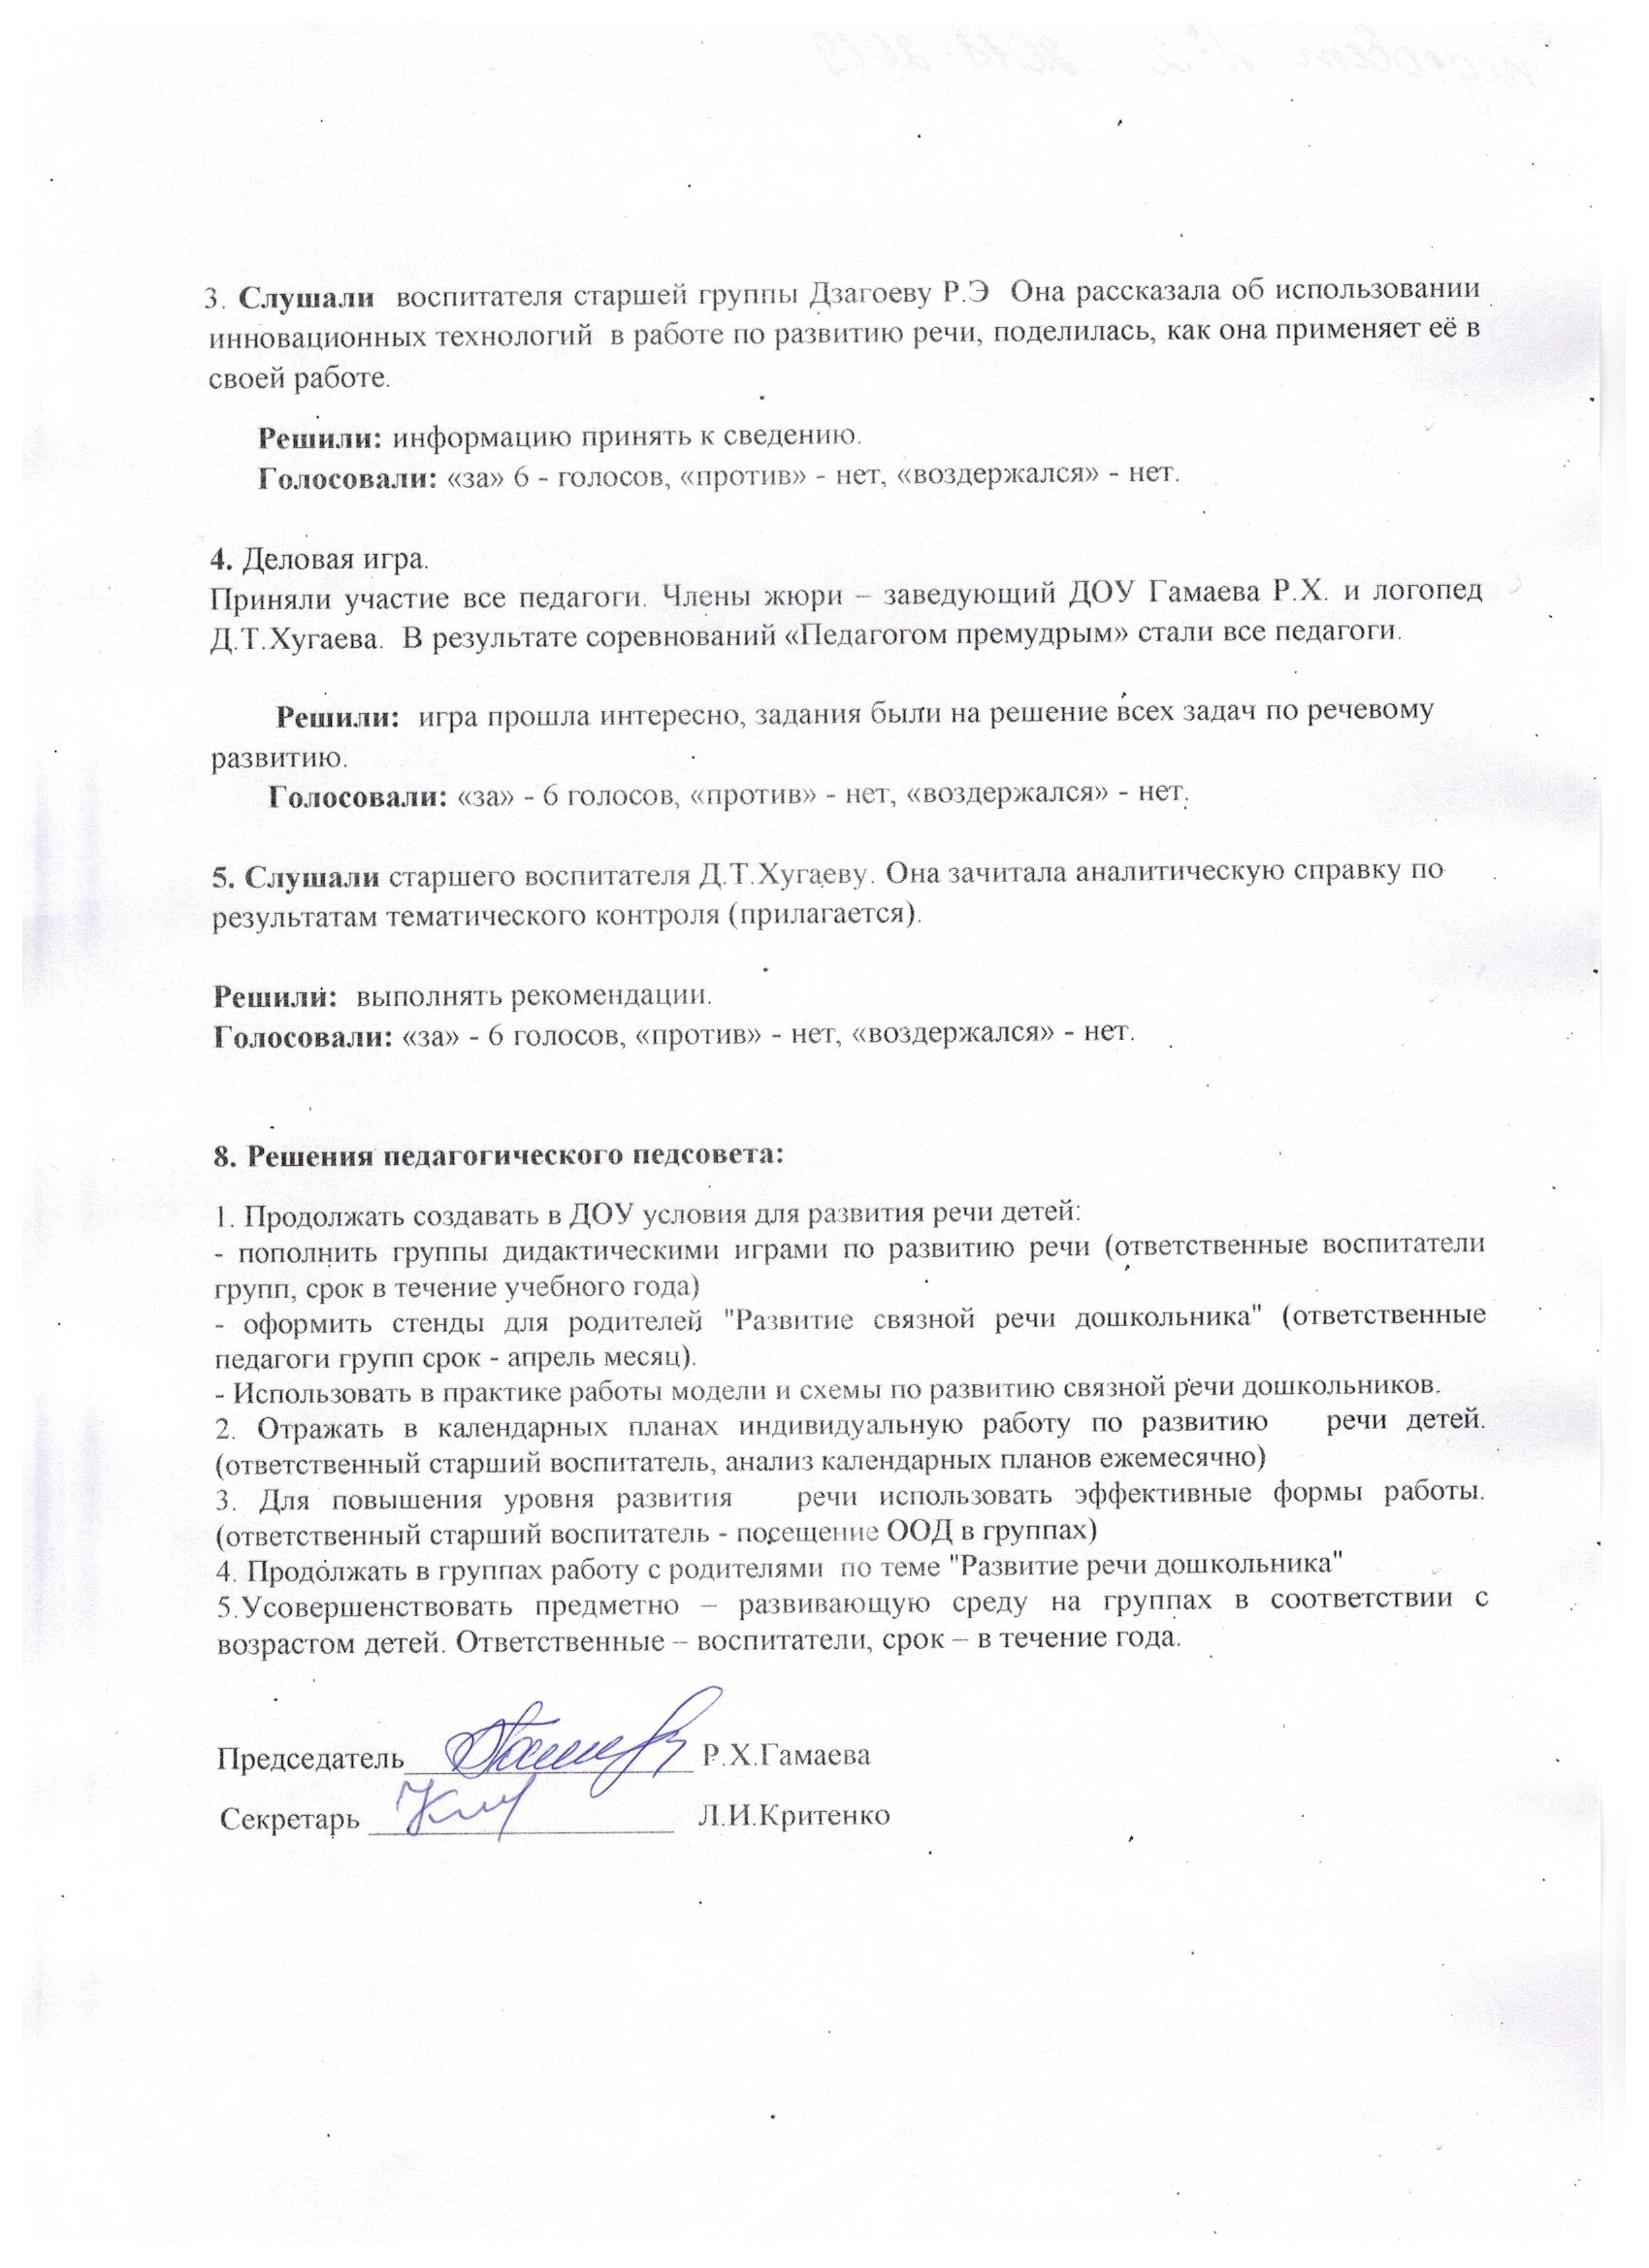 3. Слушали воспитателя старшей группы Дзагоеву Р.Э Она рассказала об использовании
инновационных технологий в работе по развитию речи, поделилась, как она применяет её в
своей работе.
Решили: информацию принять к сведению.
Голосовали: «за» 6 - голосов, «против» - нет, «воздержался» - нет.
4. Деловая игра.
Приняли участие все педагоги. Члены жюри – заведующий ДОУ Гамаева Р.Х. и логопед
Д.Т.Хугаева. В результате соревнований «Педагогом премудрым» стали все педагоги.
Решили: игра прошла интересно, задания были на решение всех задач по речевому
развитию.
Голосовали: «за» - 6 голосов, «против» - нет, «воздержался» - нет.
5. Слушали старшего воспитателя Д.Т.Хугаеву. Она зачитала аналитическую справку по
результатам тематического контроля (прилагается).
Решили: выполнять рекомендации.
Голосовали: «за» - 6 голосов, «против» - нет, «воздержался» - нет.
8. Решения педагогического педсовета:
1. Продолжать создавать в ДОУ условия для развития речи детей:
- пополнить группы дидактическими играми по развитию речи (ответственные воспитатели
групп, срок в течение учебного года)
- оформить стенды для родителей "Развитие связной речи дошкольника" (ответственные
педагоги групп срок - апрель месяц).
- Использовать в практике работы модели и схемы по развитию связной речи дошкольников.
2. Отражать в календарных планах индивидуальную работу по развитию речи детей.
(ответственный старший воспитатель, анализ календарных планов ежемесячно)
3. Для повышения уровня развития речи использовать эффективные формы работы.
(ответственный старший воспитатель - посещение ООД в группах)
4. Продолжать в группах работу с родителями по теме "Развитие речи дошкольника"
5.Усовершенствовать предметно – развивающую среду на группах в соответствии с
возрастом детей. Ответственные – воспитатели, срок – в течение года.
Председатель____________________ Р.Х.Гамаева
Секретарь _____________________ Л.И.Критенко